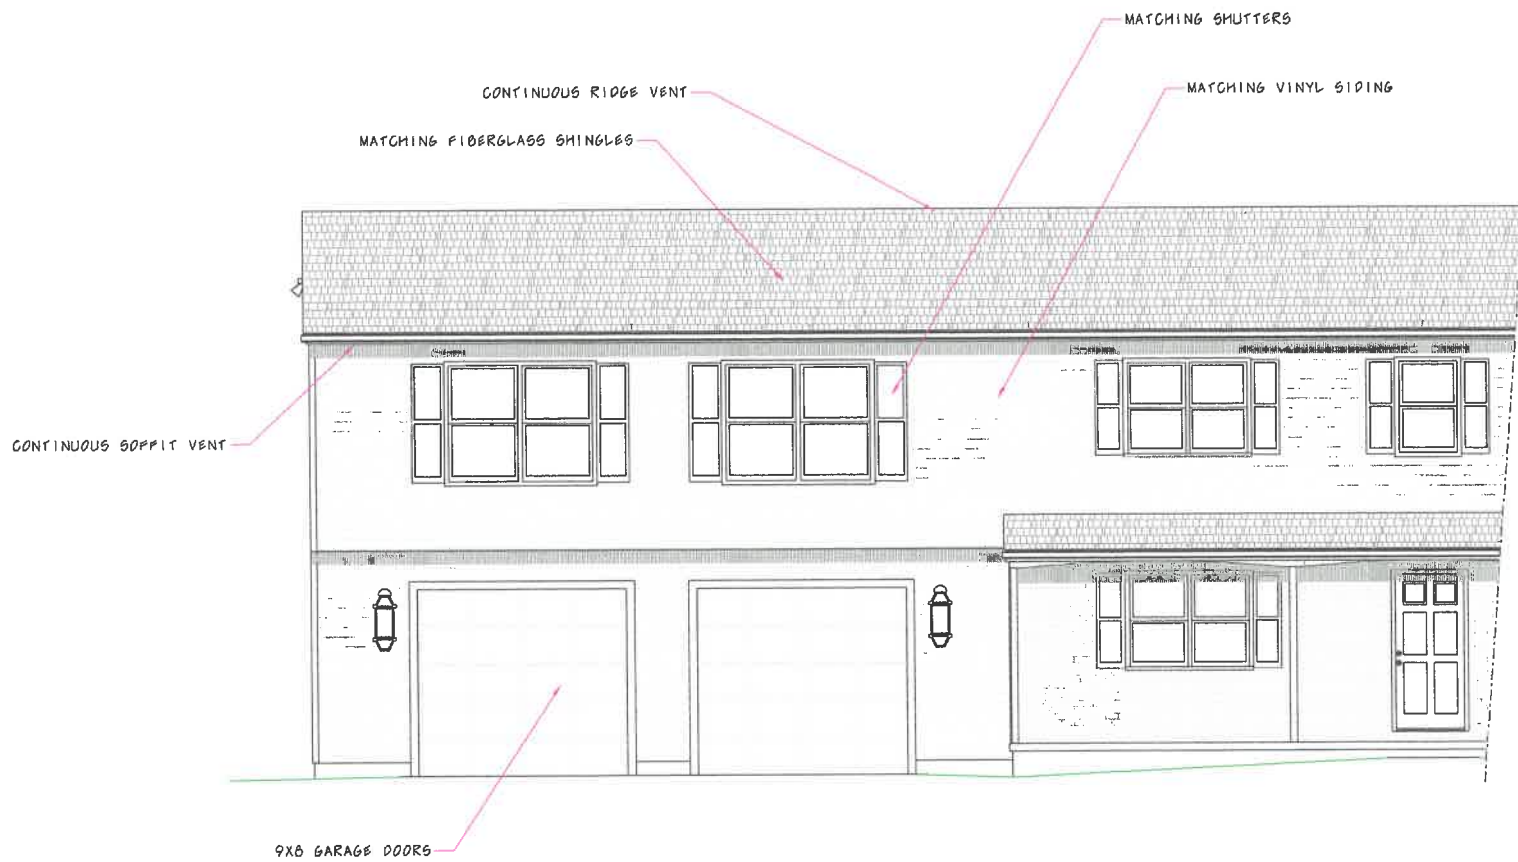 MATCHING SHUTTERS
MATCHING VINYL SIDING
CONTINUOUS RIDGE VENT
MATCHING FIBERGLASS SHINGLES
CONTINUOUS SOFFIT VENT
9X8 GARAGE DOORS